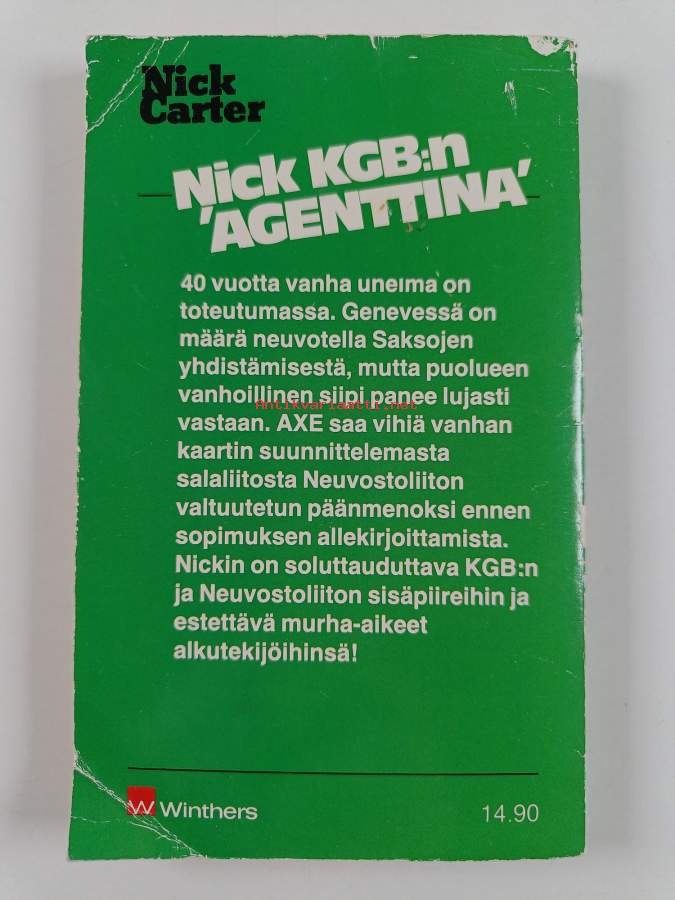 Nick
Carter
Nick KGB:n
'AGENTTINA'
40 vuotta vanha unelma on
toteutumassa. Genevessä on
määrä neuvotella Saksojen
yhdistämisestä, mutta puolueen
vanhoillinen siipi panee lujasti
Antikvariaatti.net
vastaan. AXE saa vihiä vanhan
kaartin suunnittelemasta
salaliitosta Neuvostoliiton
valtuutetun päänmenoksi ennen
sopimuksen allekirjoittamista.
Nickin on soluttauduttava KGB:n
ja Neuvostoliiton sisäpiireihin ja
estettävä murha-aikeet
alkutekijöihinsä!
W Winthers
14.90